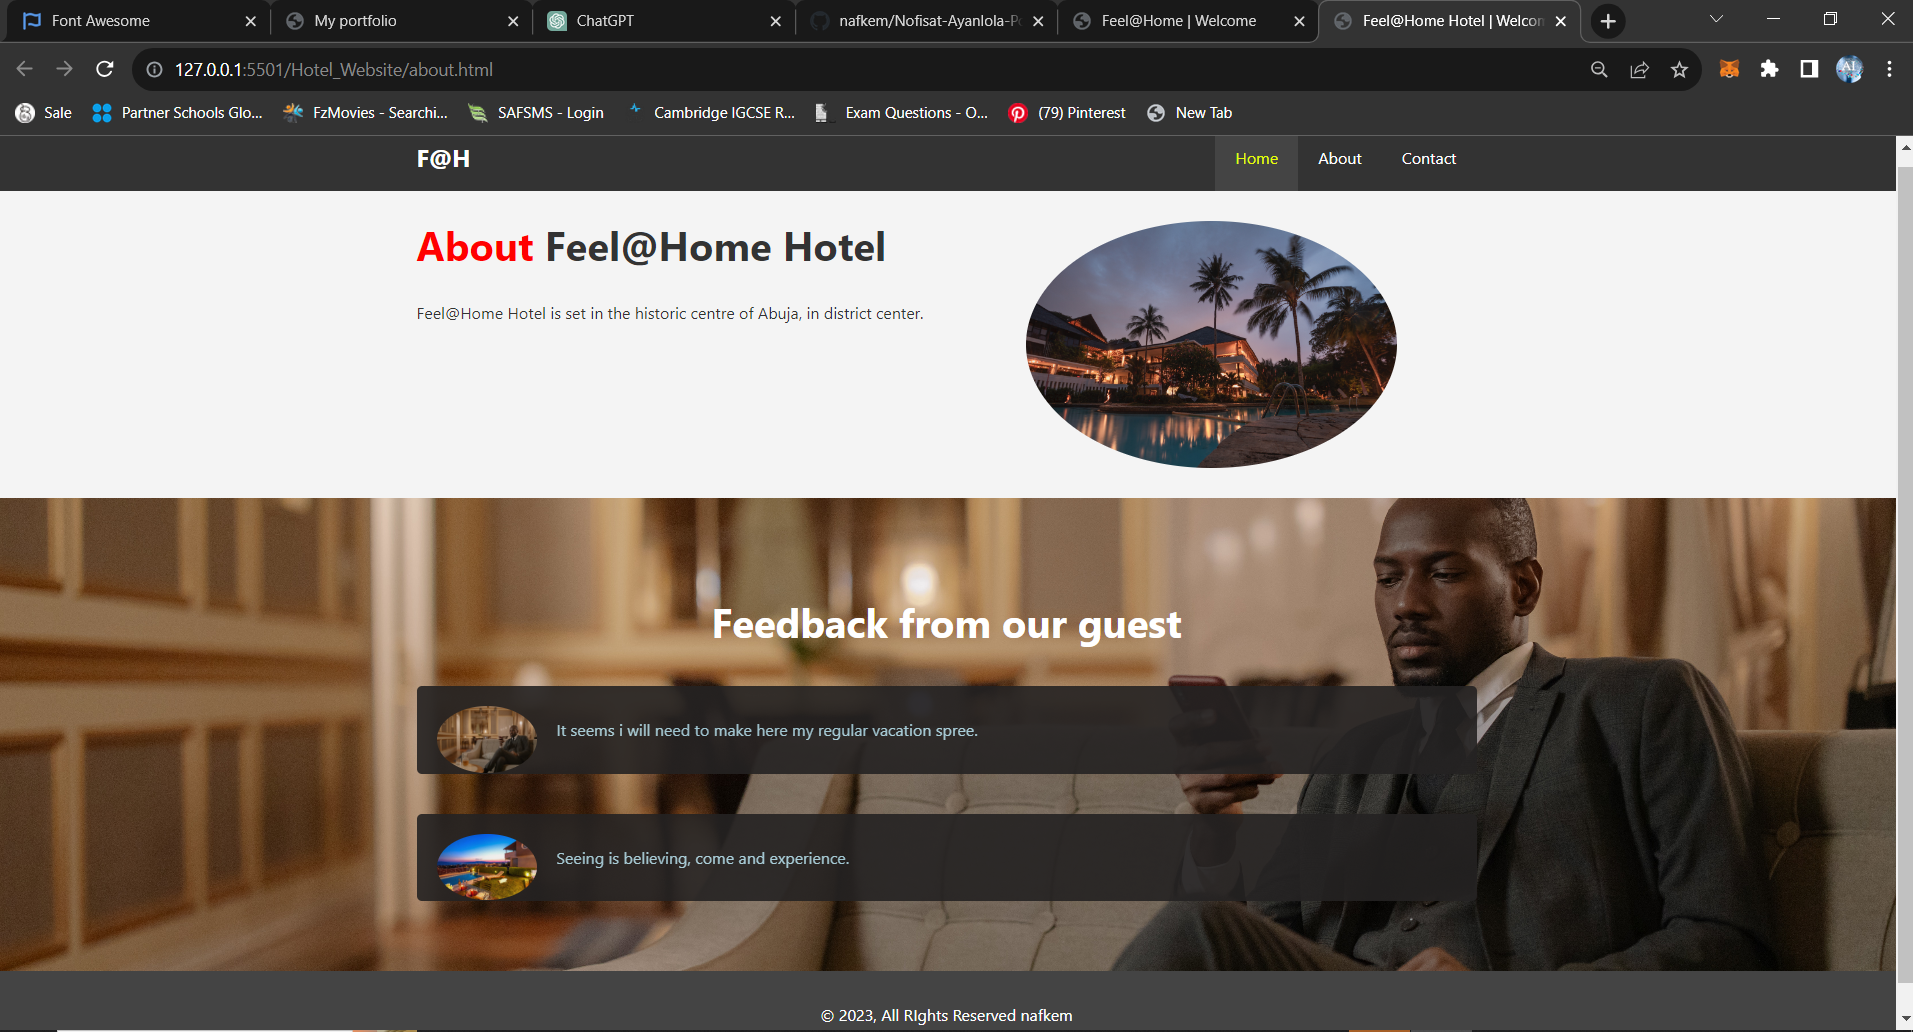 Font Awesome
My portfolio
ChatGPT
nafkem/Nofisat-Ayanlola-Po
Feel@Home | Welcome
Feel@Home Hotel | Welcom
127.0.0.1:5501/Hotel_Website/about.html
Sale
Partner Schools Glo...
FzMovies - Searchi...
SAFSMS - Login
Cambridge IGCSE R...
Exam Questions - O...
(79) Pinterest
New Tab
F@H
Home
About
Contact
About Feel@Home Hotel
Feel@Home Hotel is set in the historic centre of Abuja, in district center.
Feedback from our guest
It seems i will need to make here my regular vacation spree.
Seeing is believing, come and experience.
© 2023, All RIghts Reserved nafkem